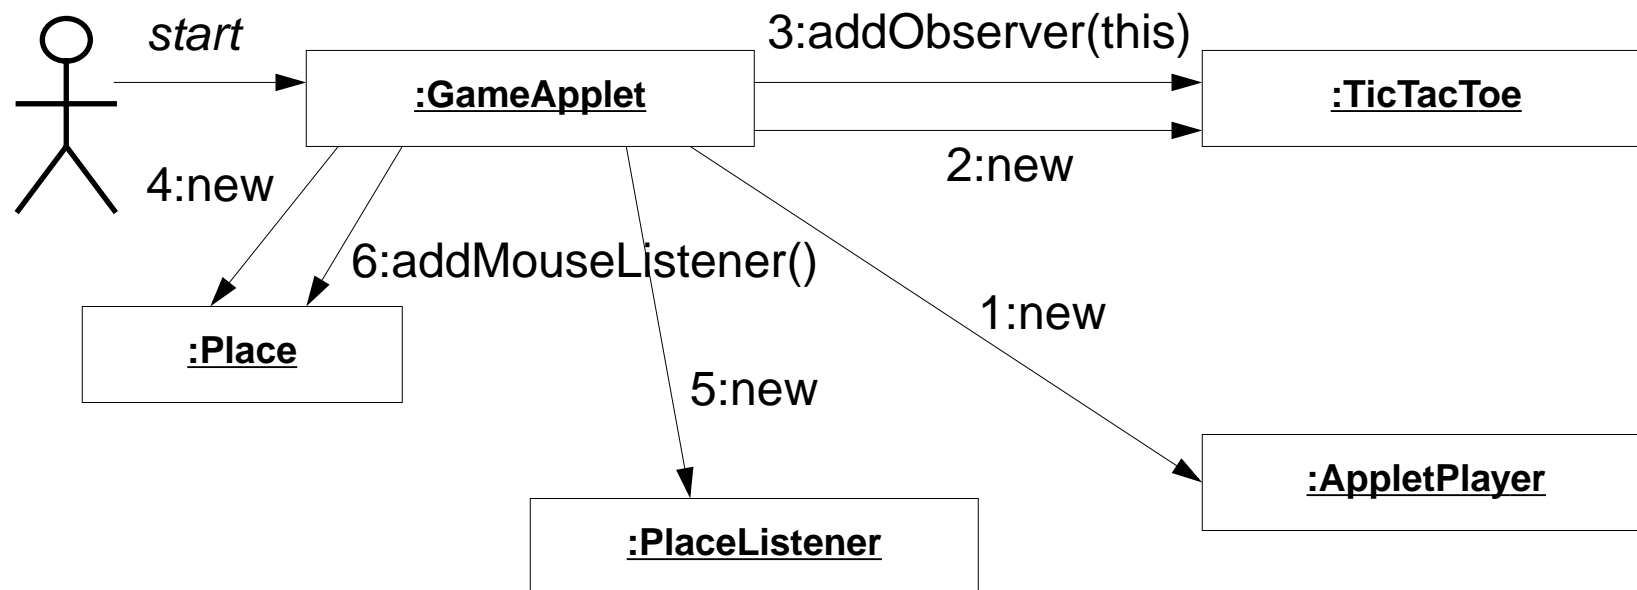 start
3:addObserver(this)
:GameApplet
:TicTacToe
2:new
4:new
6:addMouseListener()
1:new
:Place
5:new
:AppletPlayer
:PlaceListener